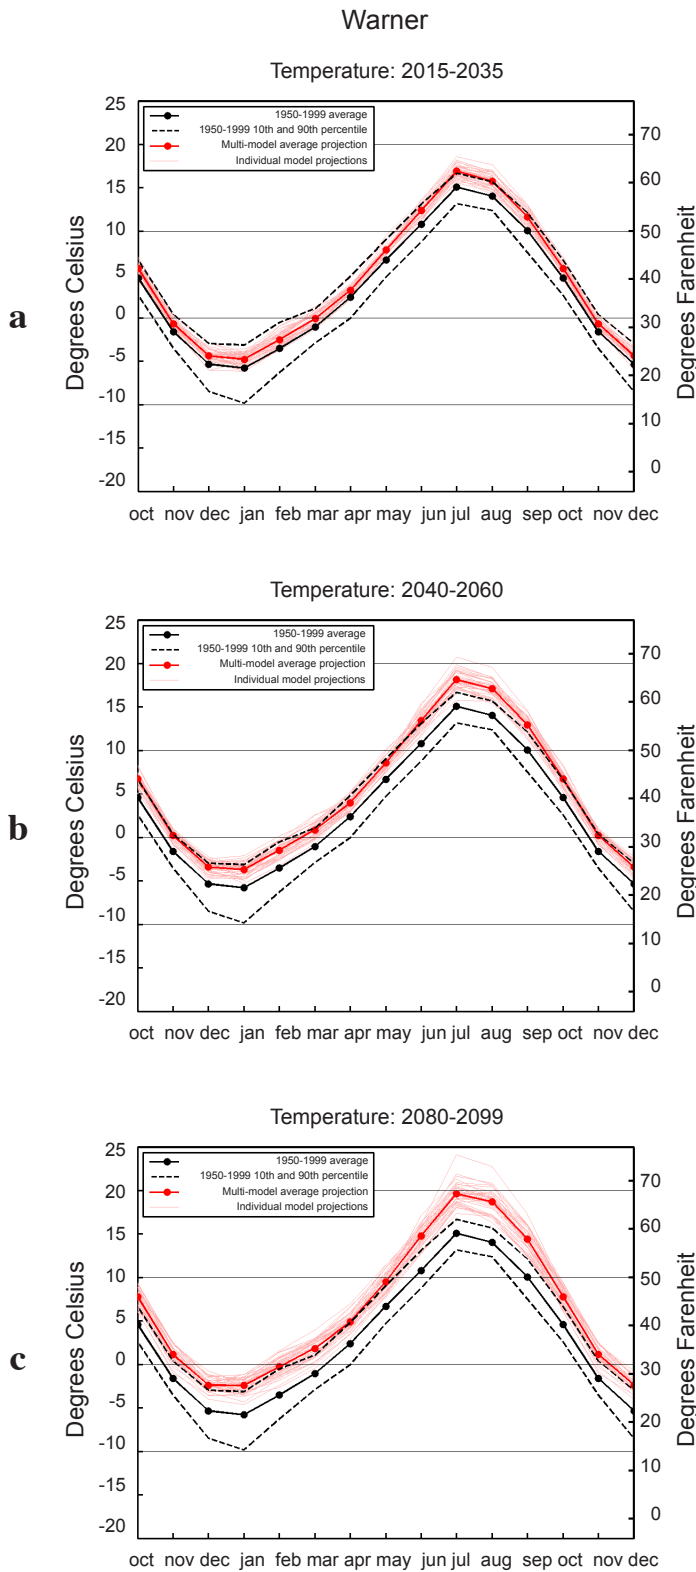 Warner
Temperature: 2015-2035
1950-1999 average
1950-1999 10th and 90th percentile
Multi-model average projection
Individual model projections
25
20
15
10
5
0
-5
-10
-15
-20
70
60
50
40
30
20
10
0
Degrees Celsius
Degrees Farenheit
a
oct nov dec jan feb mar apr may jun jul aug sep oct nov dec
Temperature: 2040-2060
1950-1999 average
1950-1999 10th and 90th percentile
Multi-model average projection
Individual model projections
25
20
15
10
5
0
-5
-10
-15
-20
70
60
50
40
30
20
10
0
Degrees Celsius
Degrees Farenheit
b
oct nov dec jan feb mar apr may jun jul aug sep oct nov dec
Temperature: 2080-2099
1950-1999 average
1950-1999 10th and 90th percentile
Multi-model average projection
Individual model projections
25
20
15
10
5
0
-5
-10
-15
-20
70
60
50
40
30
20
10
0
Degrees Celsius
Degrees Farenheit
c
oct nov dec jan feb mar apr may jun jul aug sep oct nov dec